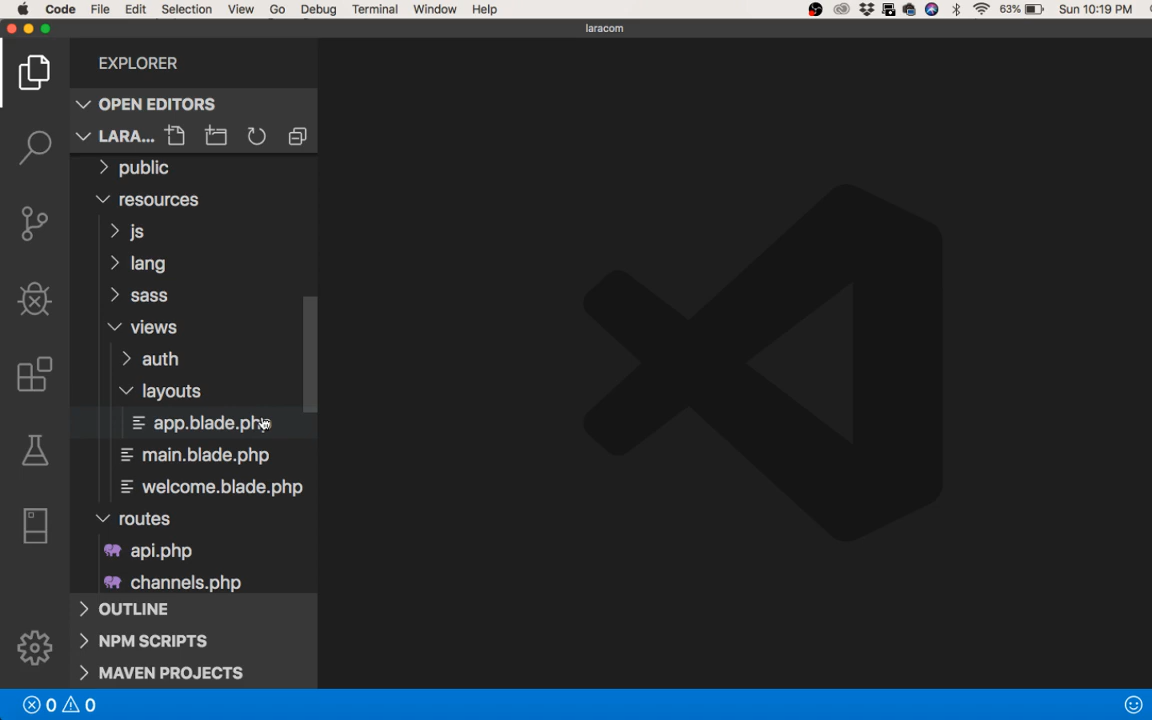 Code File Edit Selection View Go Debug Terminal Window Help 63% Sun 10:19 PM
laracom
EXPLORER
OPEN EDITORS
LARA...
public
resources
js
lang
sass
views
auth
layouts
app.blade.php
main.blade.php
welcome.blade.php
routes
api.php
channels.php
OUTLINE
NPM SCRIPTS
MAVEN PROJECTS
0 0